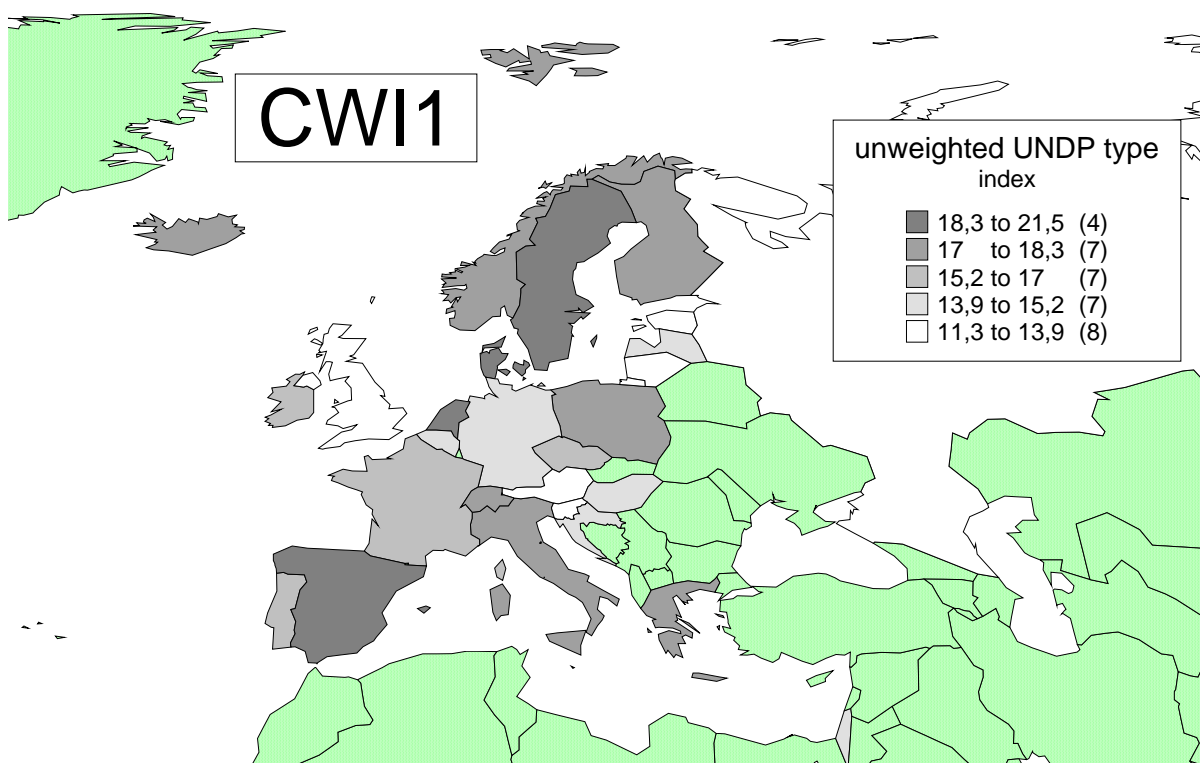 CWI1
unweighted UNDP type
index
18,3 to 21,5 (4)
17 to 18,3 (7)
15,2 to 17 (7)
13,9 to 15,2 (7)
11,3 to 13,9 (8)